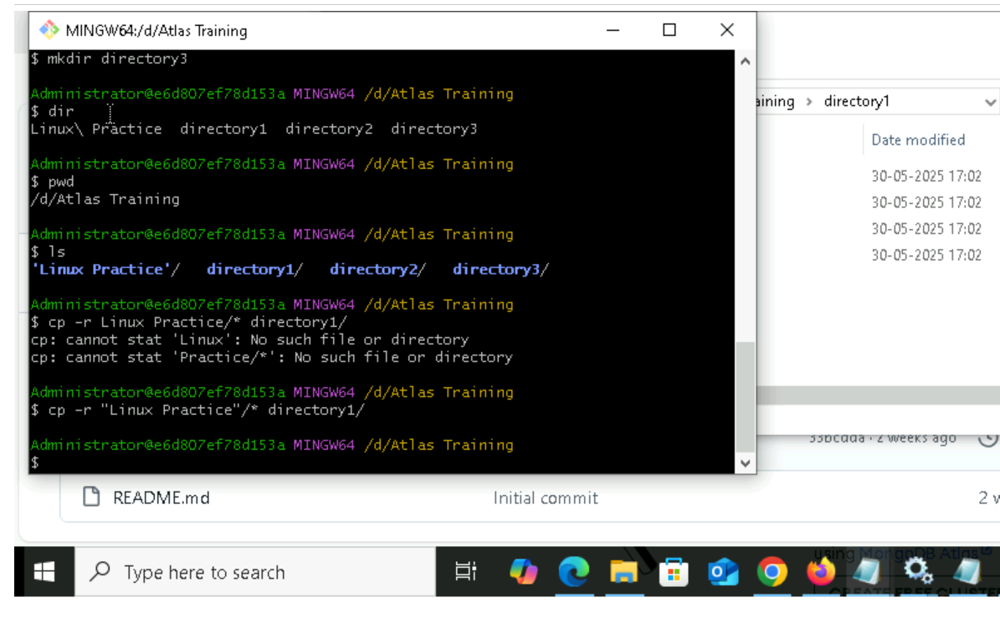 MINGW64:/d/Atlas Training
$ mkdir directory3
Administrator@e6d807ef78d153a MINGW64 /d/Atlas Training
$ dir
Linux\ Practice  directory1  directory2  directory3
Administrator@e6d807ef78d153a MINGW64 /d/Atlas Training
$ pwd
/d/Atlas Training
Administrator@e6d807ef78d153a MINGW64 /d/Atlas Training
$ ls
'Linux Practice'/   directory1/   directory2/   directory3/
Administrator@e6d807ef78d153a MINGW64 /d/Atlas Training
$ cp -r Linux Practice/* directory1/
cp: cannot stat 'Linux': No such file or directory
cp: cannot stat 'Practice/*': No such file or directory
Administrator@e6d807ef78d153a MINGW64 /d/Atlas Training
$ cp -r "Linux Practice"/* directory1/
Administrator@e6d807ef78d153a MINGW64 /d/Atlas Training
$
aining > directory1
Date modified
30-05-2025 17:02
30-05-2025 17:02
30-05-2025 17:02
30-05-2025 17:02
· 2 weeks ago
README.md Initial commit 2 w
Type here to search
using MongoDB Atlas
CREATE FREE CLUSTER